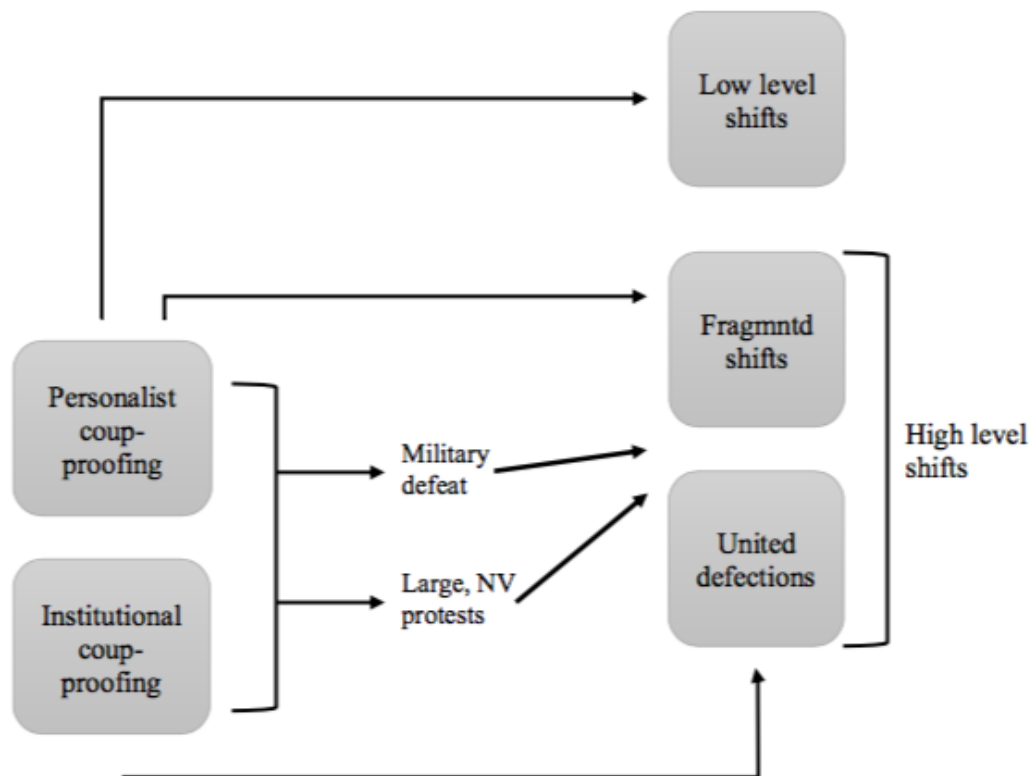 Low level
shifts
Fragmntd
shifts
High level
shifts
Personalist
coup-
proofing
Military
defeat
United
defections
Large, NV
protests
Institutional
coup-
proofing